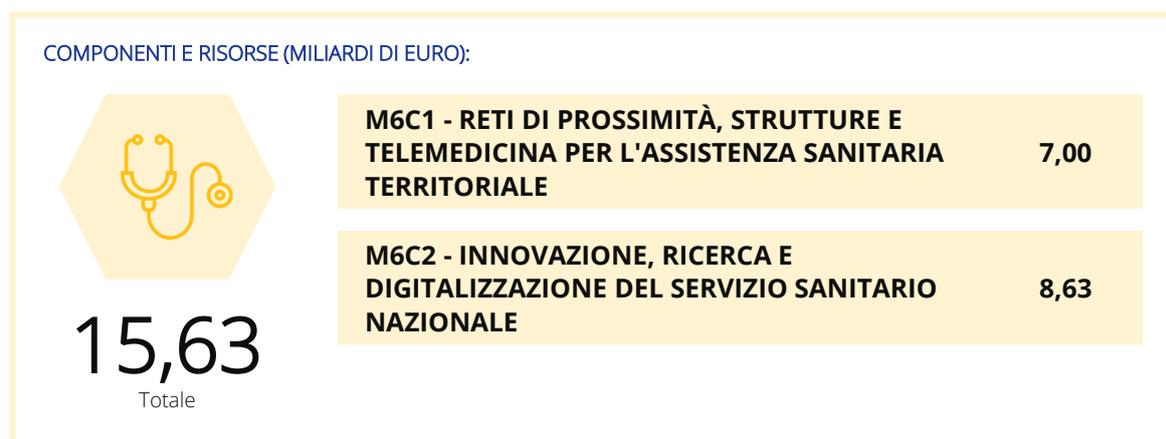 COMPONENTI E RISORSE (MILIARDI DI EURO):
M6C1 - RETI DI PROSSIMITÀ, STRUTTURE E
TELEMEDICINA PER L'ASSISTENZA SANITARIA
TERRITORIALE
7,00
M6C2 - INNOVAZIONE, RICERCA E
DIGITALIZZAZIONE DEL SERVIZIO SANITARIO
NAZIONALE
8,63
15,63
Totale